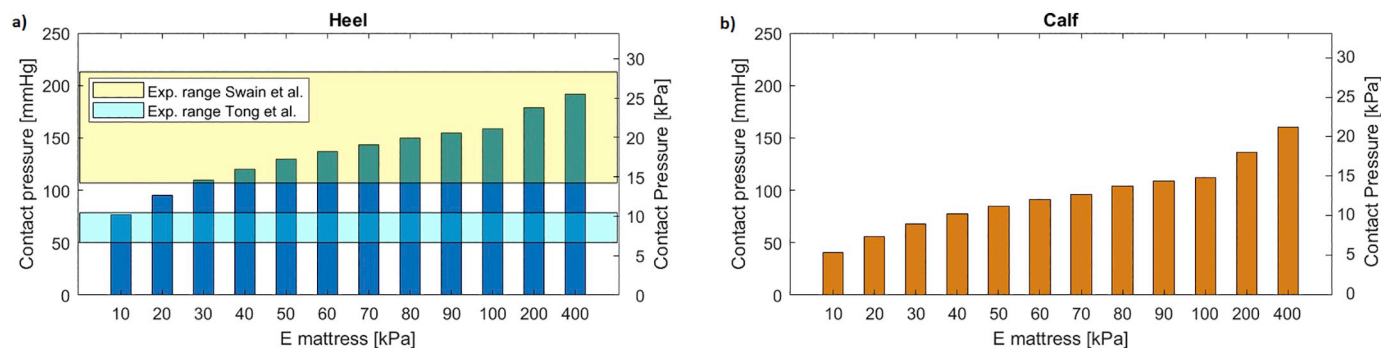 a)
Heel
250
200
150
100
50
0
Contact pressure [mmHg]
Exp. range Swain et al.
Exp. range Tong et al.
30
25
20
15
10
5
0
Contact Pressure [kPa]
10 20 30 40 50 60 70 80 90 100 200 400
E mattress [kPa]
b)
Calf
250
200
150
100
50
0
Contact pressure [mmHg]
30
25
20
15
10
5
0
Contact Pressure [kPa]
10 20 30 40 50 60 70 80 90 100 200 400
E mattress [kPa]